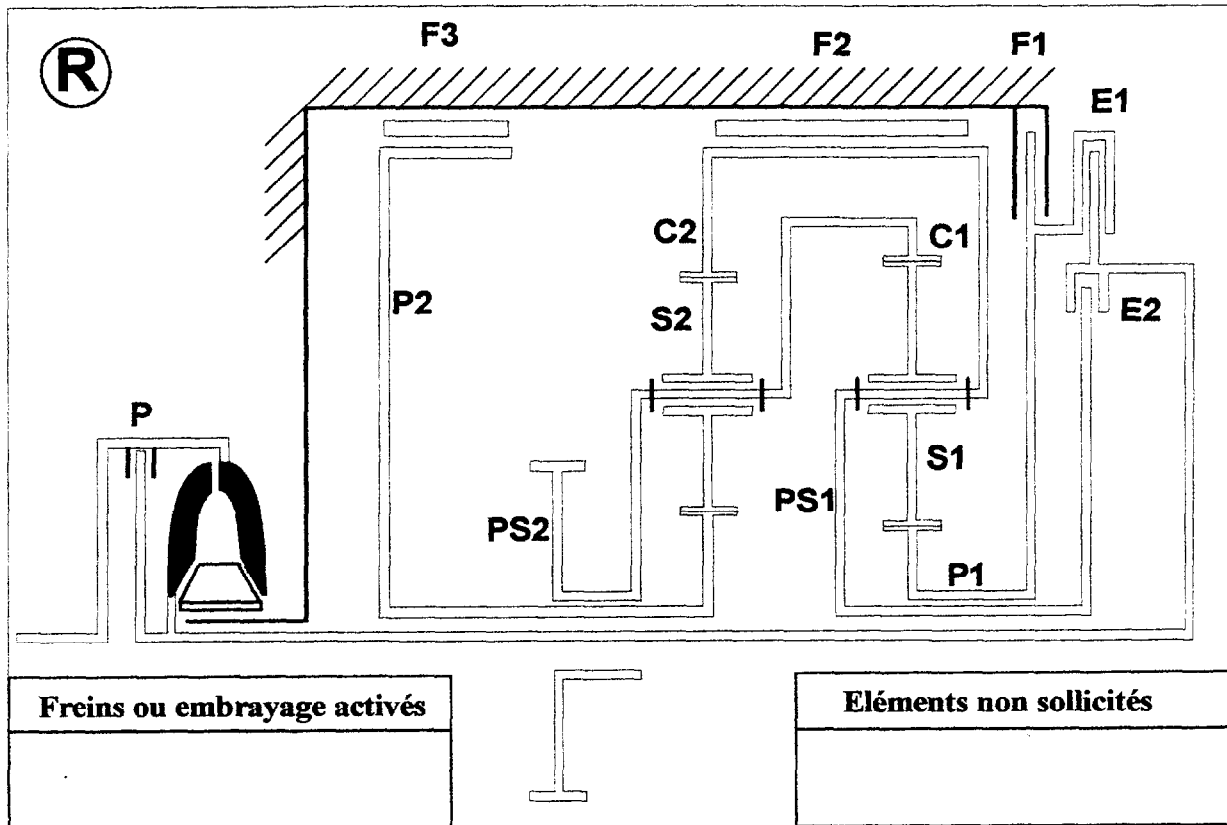 R
F3
F2
F1
E1
C2
C1
P2
S2
E2
P
S1
PS2
PS1
P1
Freins ou embrayage activés
Eléments non sollicités